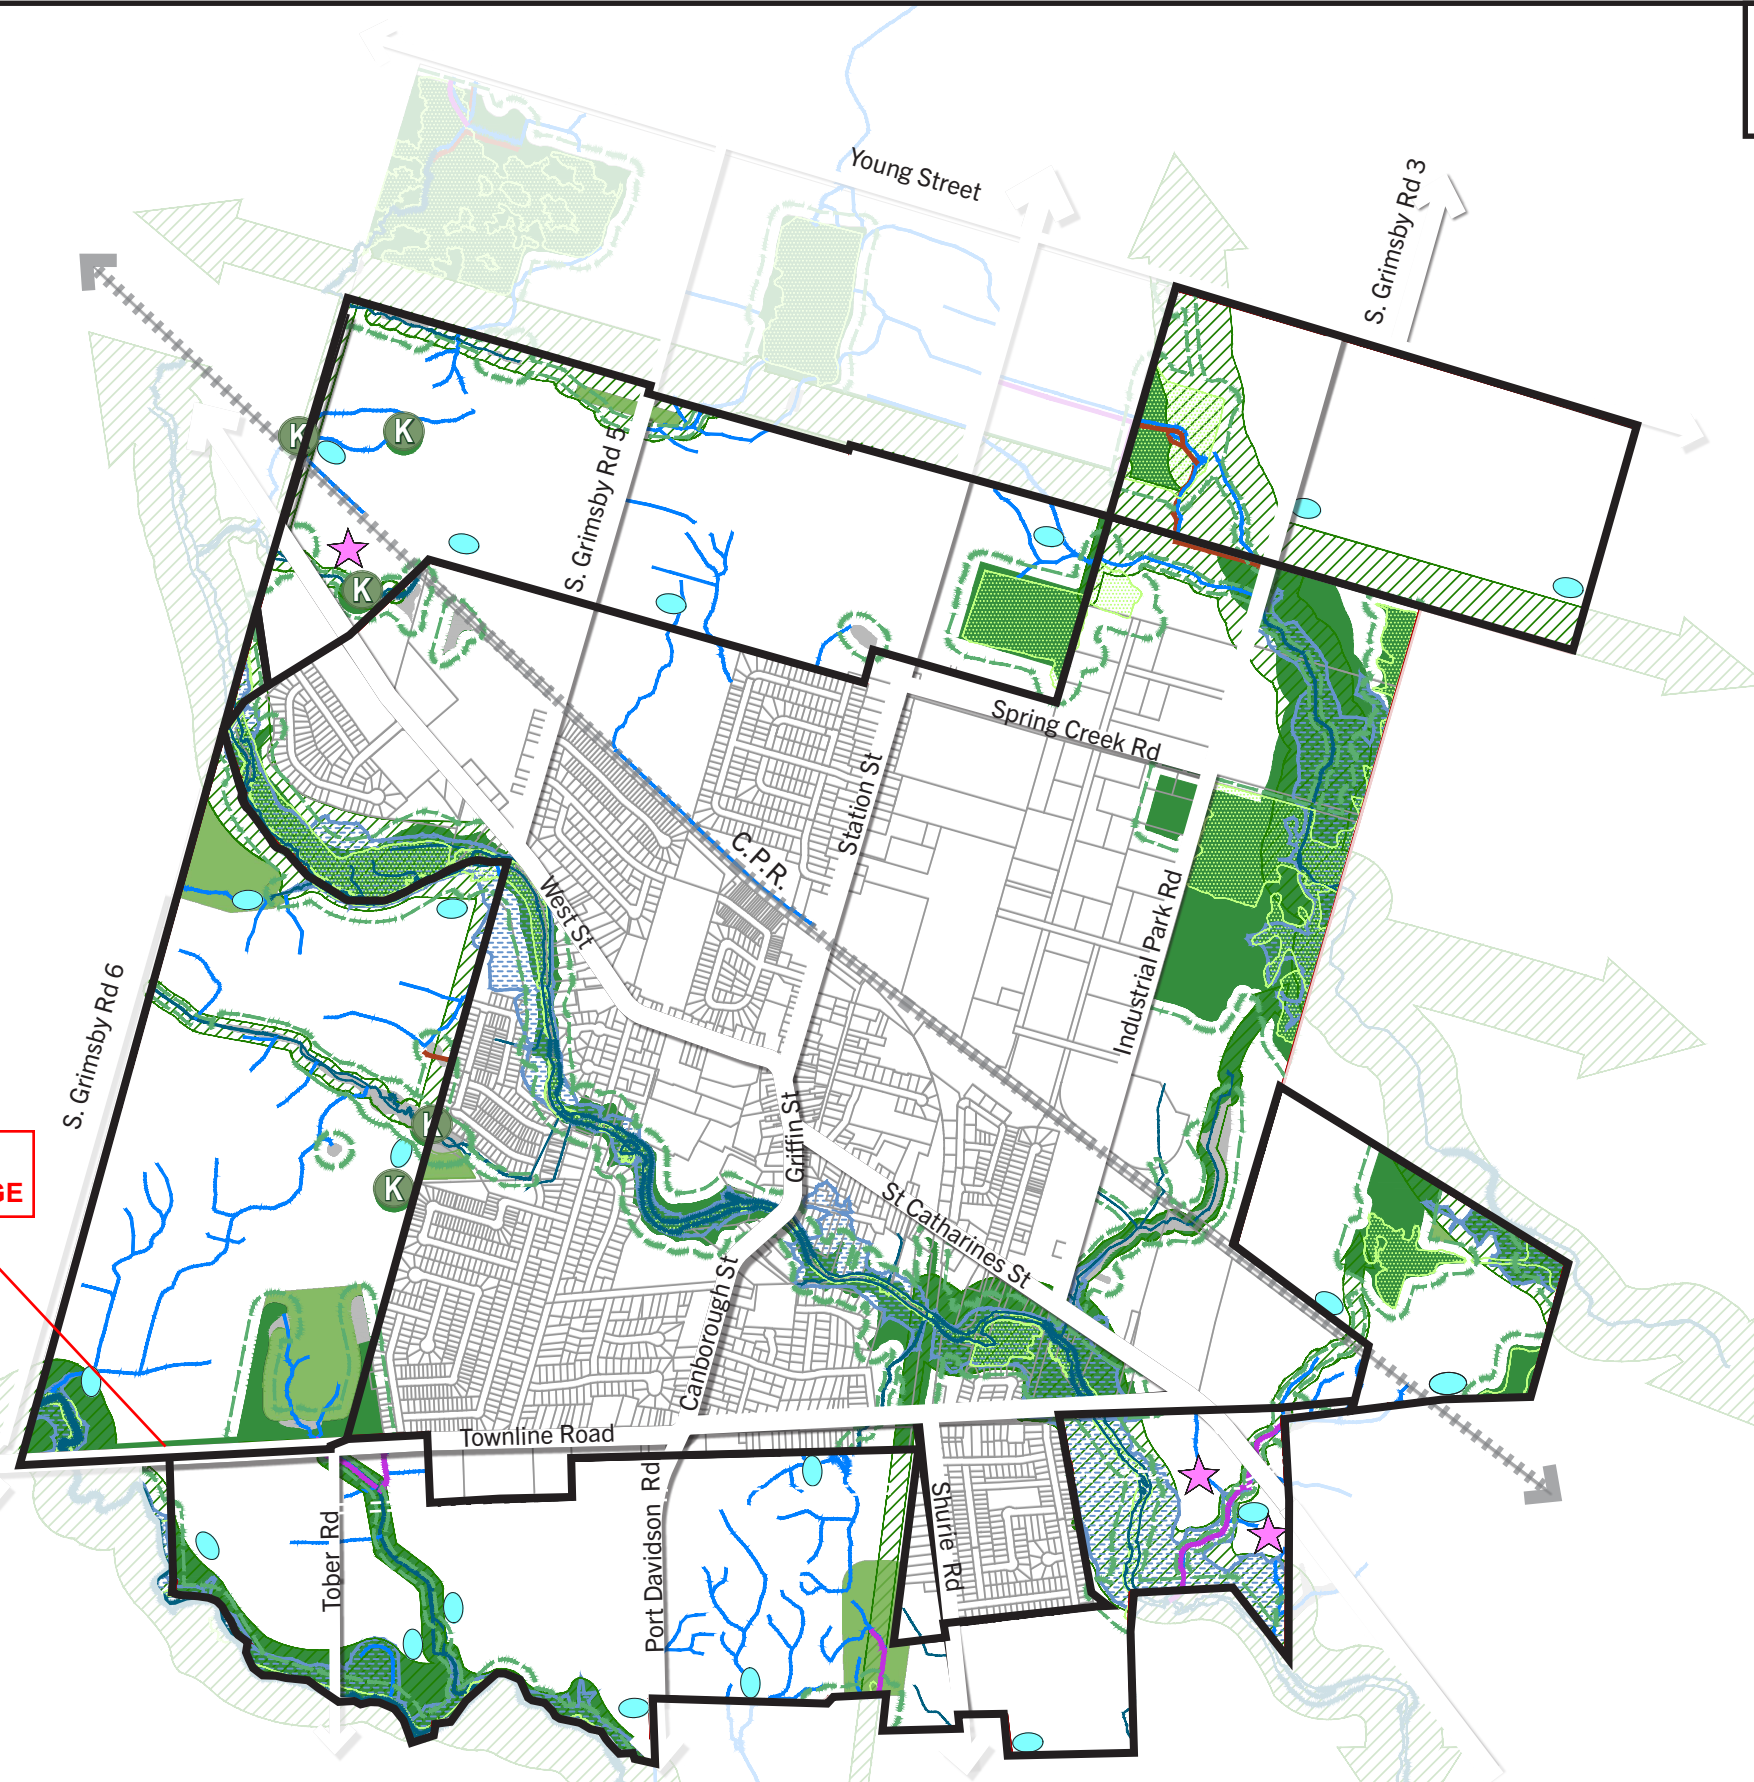 Young Street
S. Grimsby Rd 3
K
K
S. Grimsby Rd 5
K
Spring Creek Rd
Station St
C.P.R.
West St
Industrial Park Rd
S. Grimsby Rd 6
Griffin St
K
K
GE
St Catharines St
Canborough St
Townline Road
Tober Rd
Port Davidson Rd
Shurie Rd